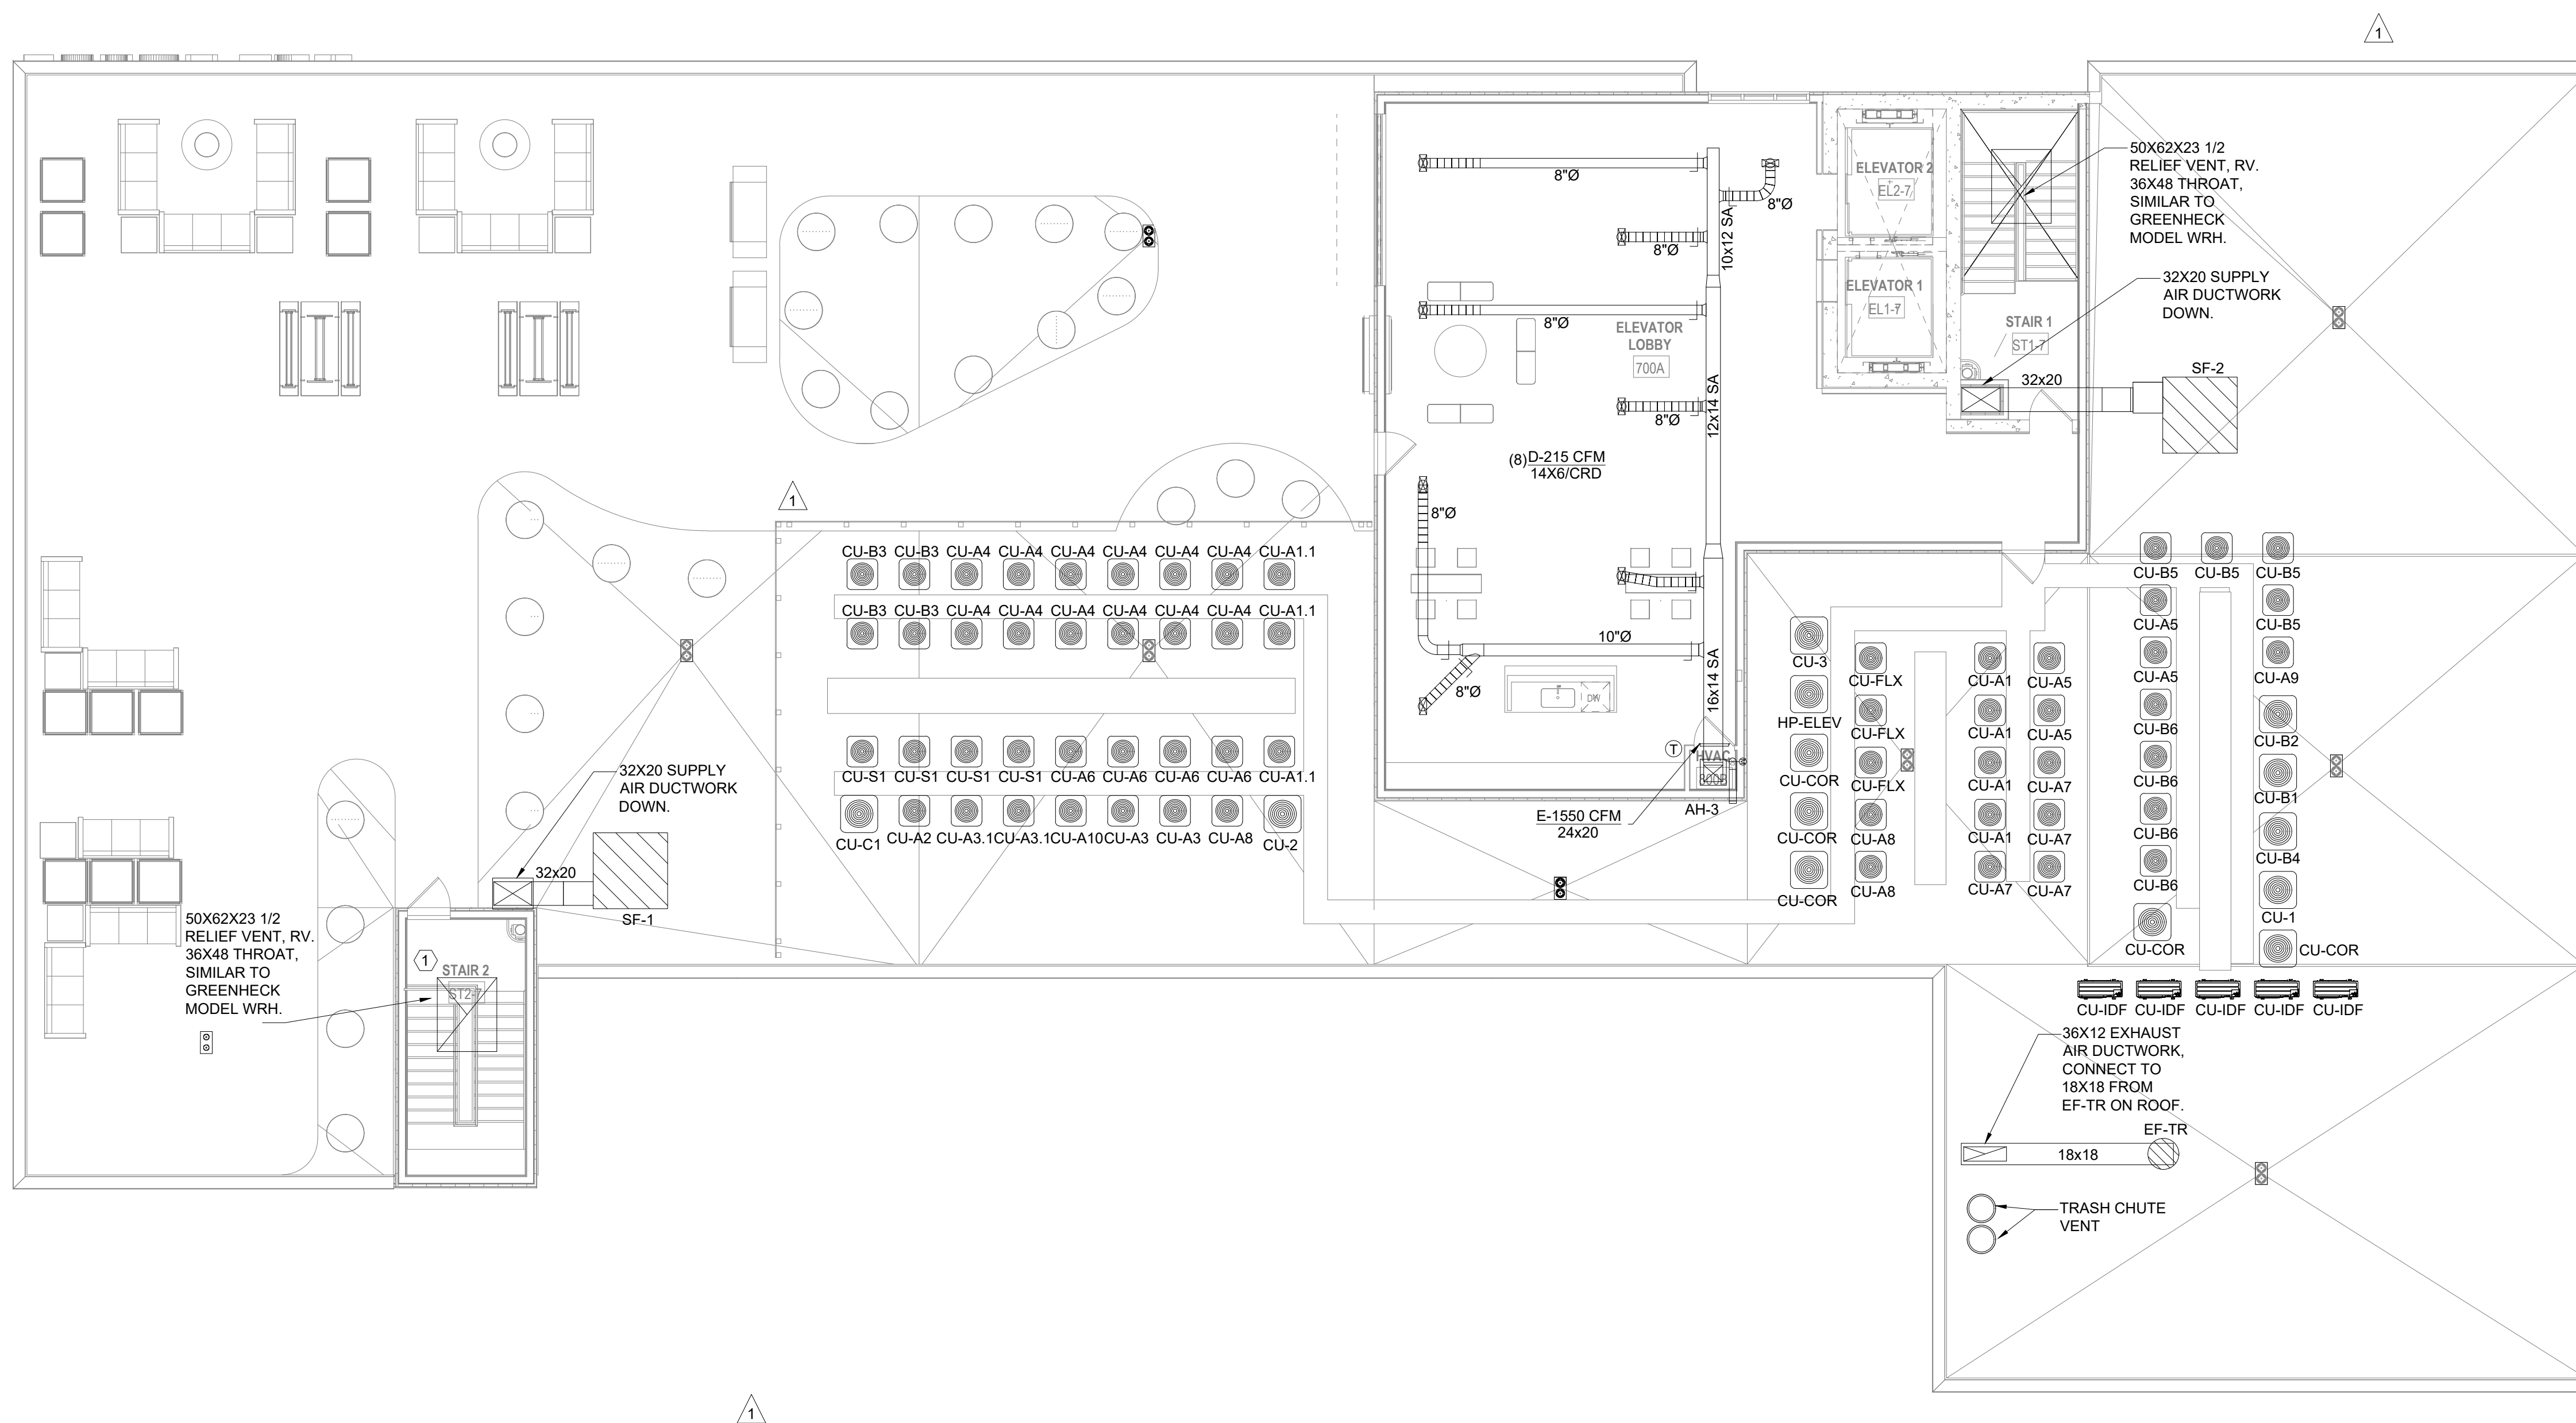 1
50X62X23 1/2
RELIEF VENT, RV.
36X48 THROAT,
SIMILAR TO
GREENHECK
MODEL WRH.
ELEVATOR 2
EL2-7
8"Ø
8"Ø
10x12 SA
8"Ø
32X20 SUPPLY
AIR DUCTWORK
DOWN.
ELEVATOR 1
EL1-7
STAIR 1
ST1-7
8"Ø
ELEVATOR
LOBBY
700A
SF-2
32x20
12x14 SA
8"Ø
(8) D-215 CFM
14X6/CRD
1
8"Ø
CU-B3 CU-B3 CU-A4 CU-A4 CU-A4 CU-A4 CU-A4 CU-A4 CU-A1.1
CU-B3 CU-B3 CU-A4 CU-A4 CU-A4 CU-A4 CU-A4 CU-A4 CU-A1.1
CU-S1 CU-S1 CU-S1 CU-S1 CU-A6 CU-A6 CU-A6 CU-A6 CU-A1.1
CU-C1 CU-A2 CU-A3.1 CU-A3.1 CU-A10 CU-A3 CU-A3 CU-A8 CU-2
10"Ø
8"Ø
16x14 SA
DW
T
HVAC
AH-3
E-1550 CFM
24x20
CU-3
HP-ELEV
CU-COR
CU-COR
CU-COR
CU-FLX
CU-FLX
CU-FLX
CU-A8
CU-A8
CU-A1
CU-A1
CU-A1
CU-A1
CU-A7
CU-A5
CU-A5
CU-A7
CU-A7
CU-A7
CU-B5 CU-B5 CU-B5
CU-A5
CU-A5
CU-B6
CU-B6
CU-B6
CU-B6
CU-COR
CU-B5
CU-A9
CU-B2
CU-B1
CU-B4
CU-1
CU-COR
CU-IDF CU-IDF CU-IDF CU-IDF CU-IDF
32X20 SUPPLY
AIR DUCTWORK
DOWN.
32x20
SF-1
50X62X23 1/2
RELIEF VENT, RV.
36X48 THROAT,
SIMILAR TO
GREENHECK
MODEL WRH.
1
STAIR 2
ST2-7
36X12 EXHAUST
AIR DUCTWORK,
CONNECT TO
18X18 FROM
EF-TR ON ROOF.
EF-TR
18x18
TRASH CHUTE
VENT
1